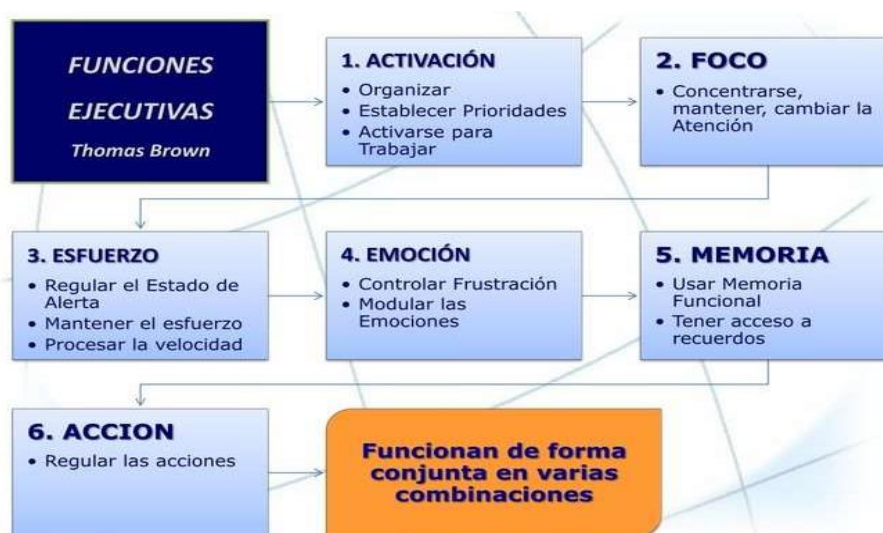 FUNCIONES
EJECUTIVAS
Thomas Brown
1. ACTIVACIÓN
• Organizar
• Establecer Prioridades
• Activarse para
Trabajar
2. FOCO
• Concentrarse,
mantener, cambiar la
Atención
3. ESFUERZO
• Regular el Estado de
Alerta
• Mantener el esfuerzo
• Procesar la velocidad
4. EMOCIÓN
• Controlar Frustración
• Modular las
Emociones
5. MEMORIA
• Usar Memoria
Funcional
• Tener acceso a
recuerdos
6. ACCION
• Regular las acciones
Funcionan de forma
conjunta en varias
combinaciones